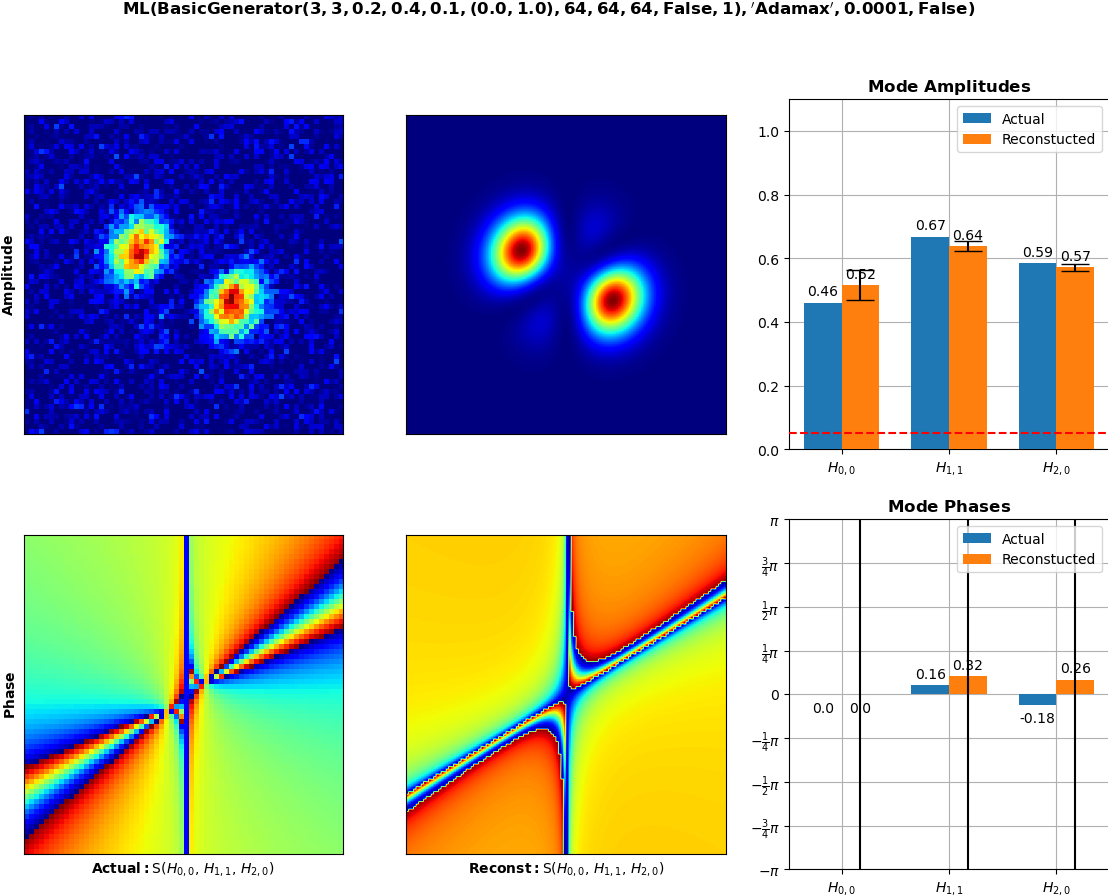 ML(BasicGenerator(3, 3, 0.2, 0.4, 0.1, (0.0, 1.0), 64, 64, 64, False, 1), ′Adamax′, 0.0001, False)
Amplitude
Mode Amplitudes
Actual
Reconstucted
1.0
0.8
0.6
0.4
0.2
0.0
0.46
0.52
0.67
0.64
0.59
0.57
H0,0
H1,1
H2,0
Phase
Actual: S(H0,0, H1,1, H2,0)
Reconst: S(H0,0, H1,1, H2,0)
Mode Phases
Actual
Reconstucted
π
3/4π
1/2π
1/4π
0
−1/4π
−1/2π
−3/4π
−π
0.0
0.0
0.16
0.32
-0.18
0.26
H0,0
H1,1
H2,0